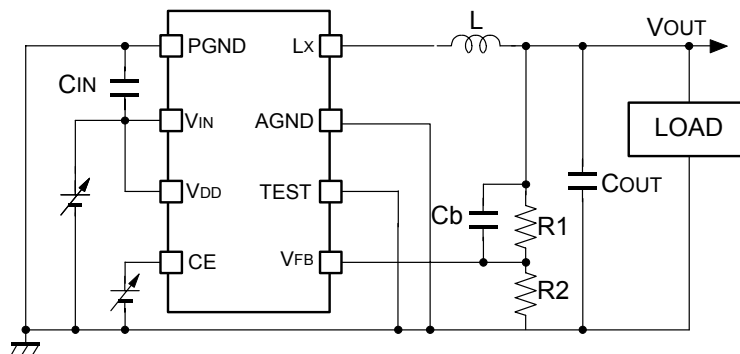 L
VOUT
PGND
LX
CIN
VIN
AGND
LOAD
VDD
TEST
COUT
Cb
R1
CE
VFB
R2